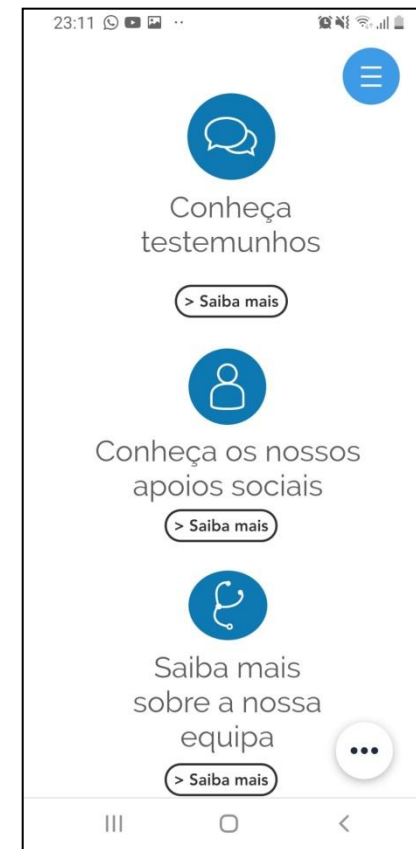 23:11
Conheça
testemunhos
> Saiba mais
Conheça os nossos
apoios sociais
> Saiba mais
Saiba mais
sobre a nossa
equipa
> Saiba mais